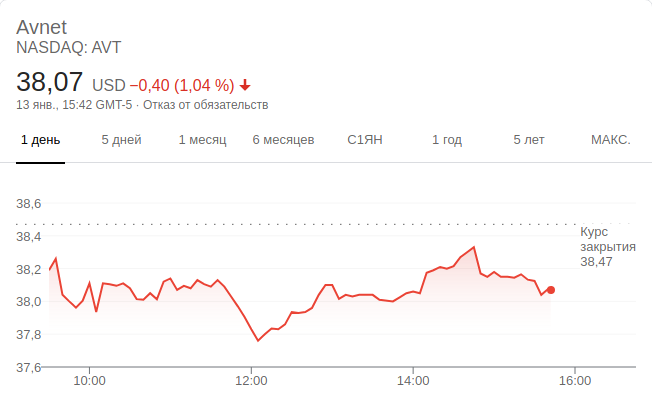 Avnet
NASDAQ: AVT
38,07 USD −0,40 (1,04 %)
13 янв., 15:42 GMT-5 · Отказ от обязательств
1 день 5 дней 1 месяц 6 месяцев С1ЯН 1 год 5 лет МАКС.
38,6
38,4
38,2
38,0
37,8
37,6
Курс
закрытия
38,47
10:00 12:00 14:00 16:00